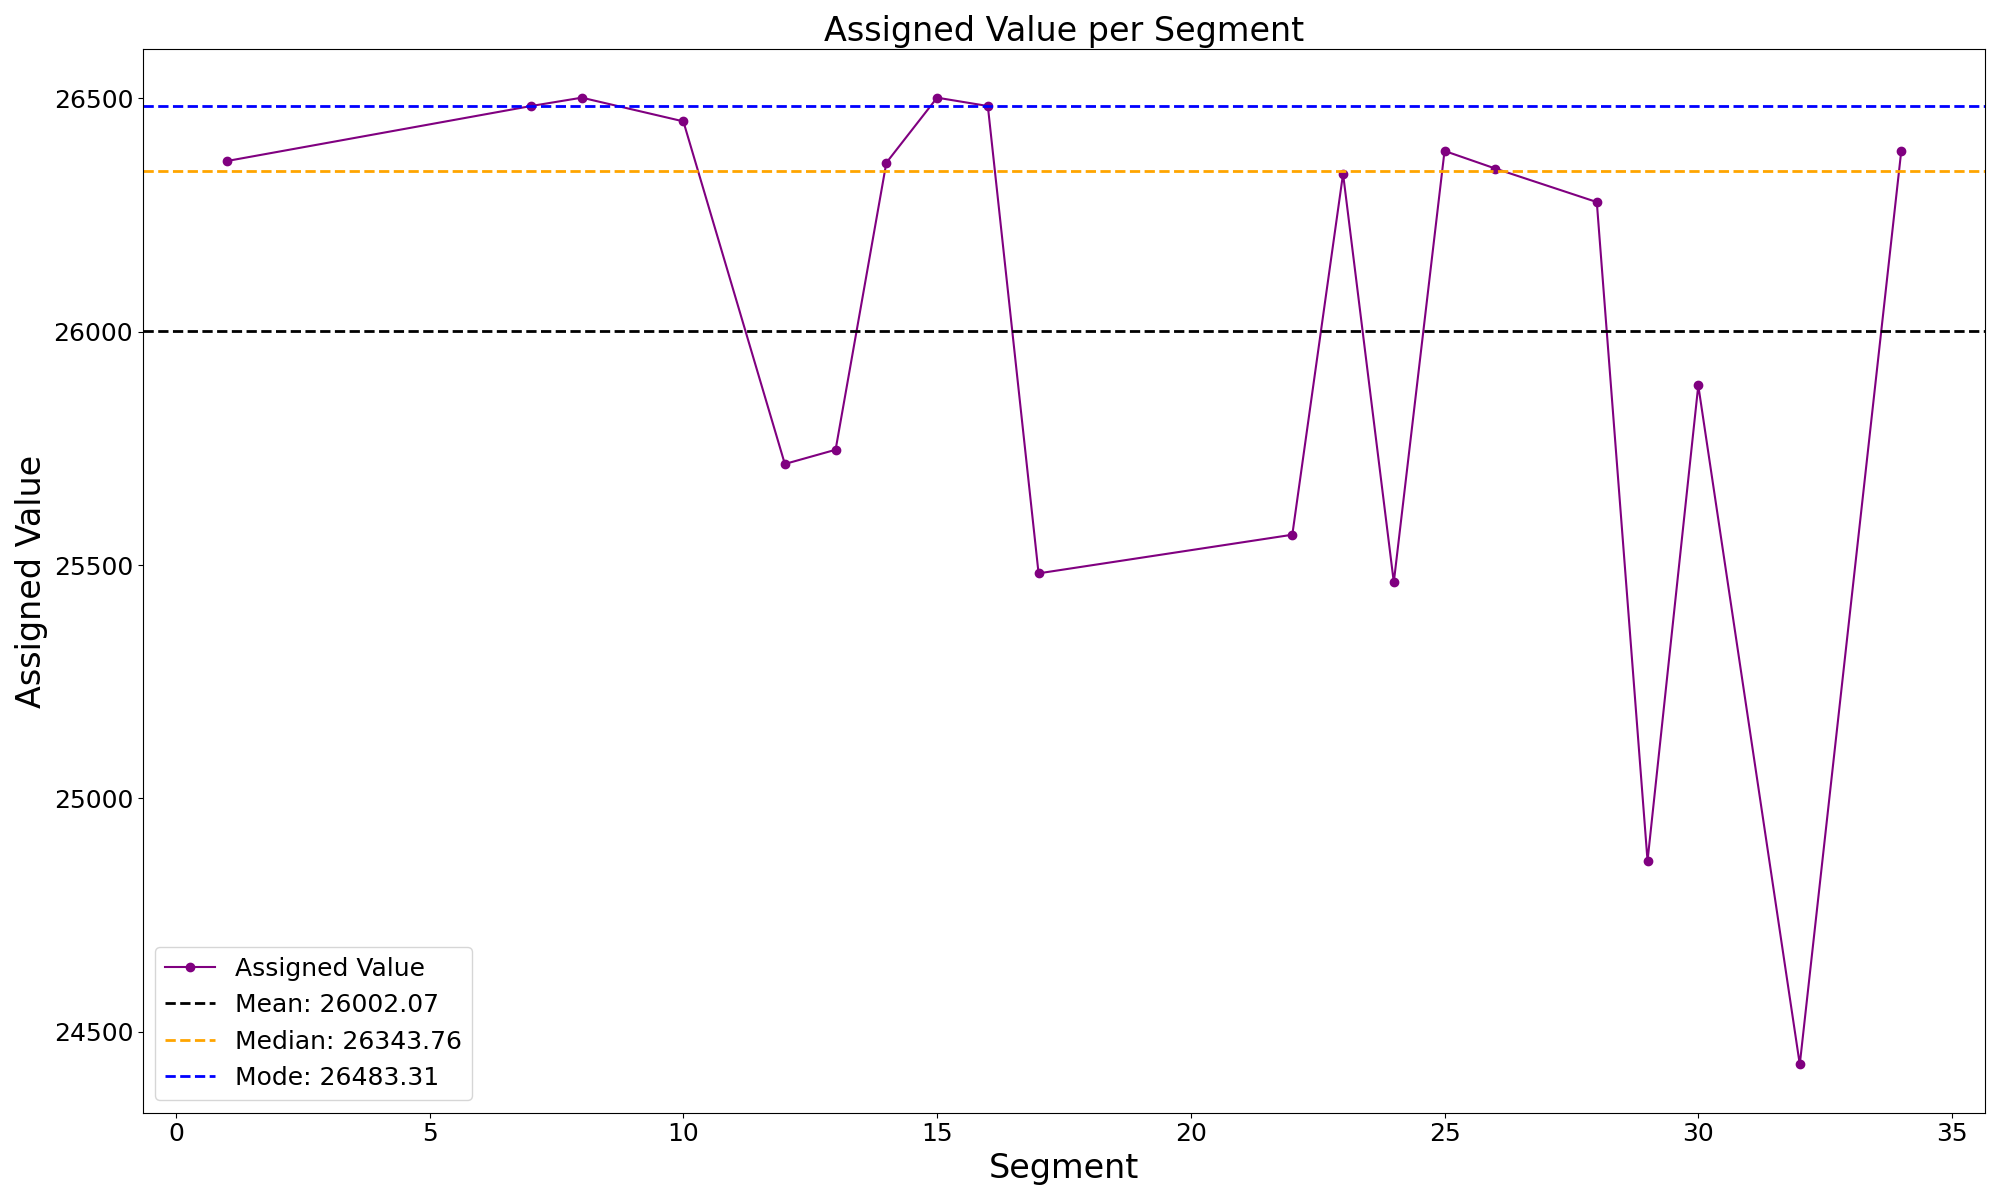 Assigned Value per Segment
Assigned Value
26500
26000
25500
25000
24500
Assigned Value
Mean: 26002.07
Median: 26343.76
Mode: 26483.31
0 5 10 15 20 25 30 35
Segment